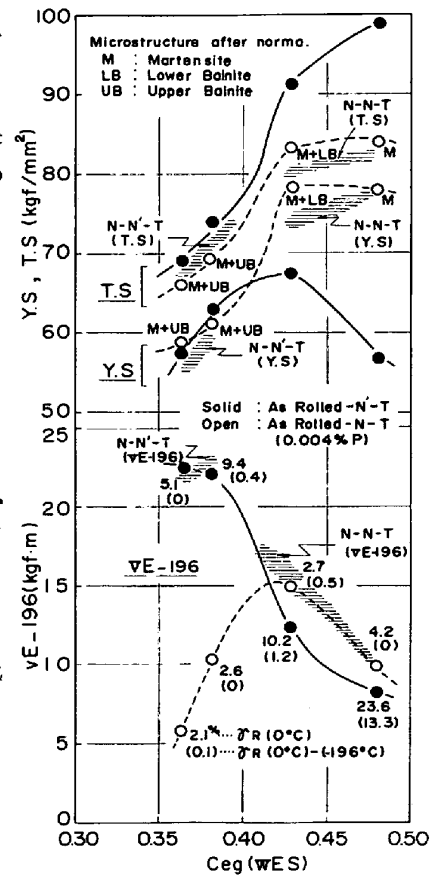 100
90
80
70
60
50
Y.S , T.S (kgf/mm²)
Microstructure after norma.
M : Martensite
LB : Lower Bainite
UB : Upper Bainite
N-N-T
(T.S)
M+LB
M
N-N'-T
(T.S)
M+LB
M
N-N-T
(Y.S)
M+UB
T.S
M+UB
M+UB
M+UB
Y.S
N-N'-T
(Y.S)
Solid : As Rolled-N'-T
Open : As Rolled-N-T
(0.004%P)
25
20
15
10
5
0
vE-196(kgf·m)
N-N'-T
(vE-196)
9.4
(0.4)
5.1
(0)
N-N-T
(vE-196)
vE-196
2.7
(0.5)
4.2
(0)
10.2
(1.2)
2.6
(0)
23.6
(13.3)
2.1%···γR(0°C)
(0.1)···γR(0°C)-(-196°C)
0.30 0.35 0.40 0.45 0.50
Ceg(WES)